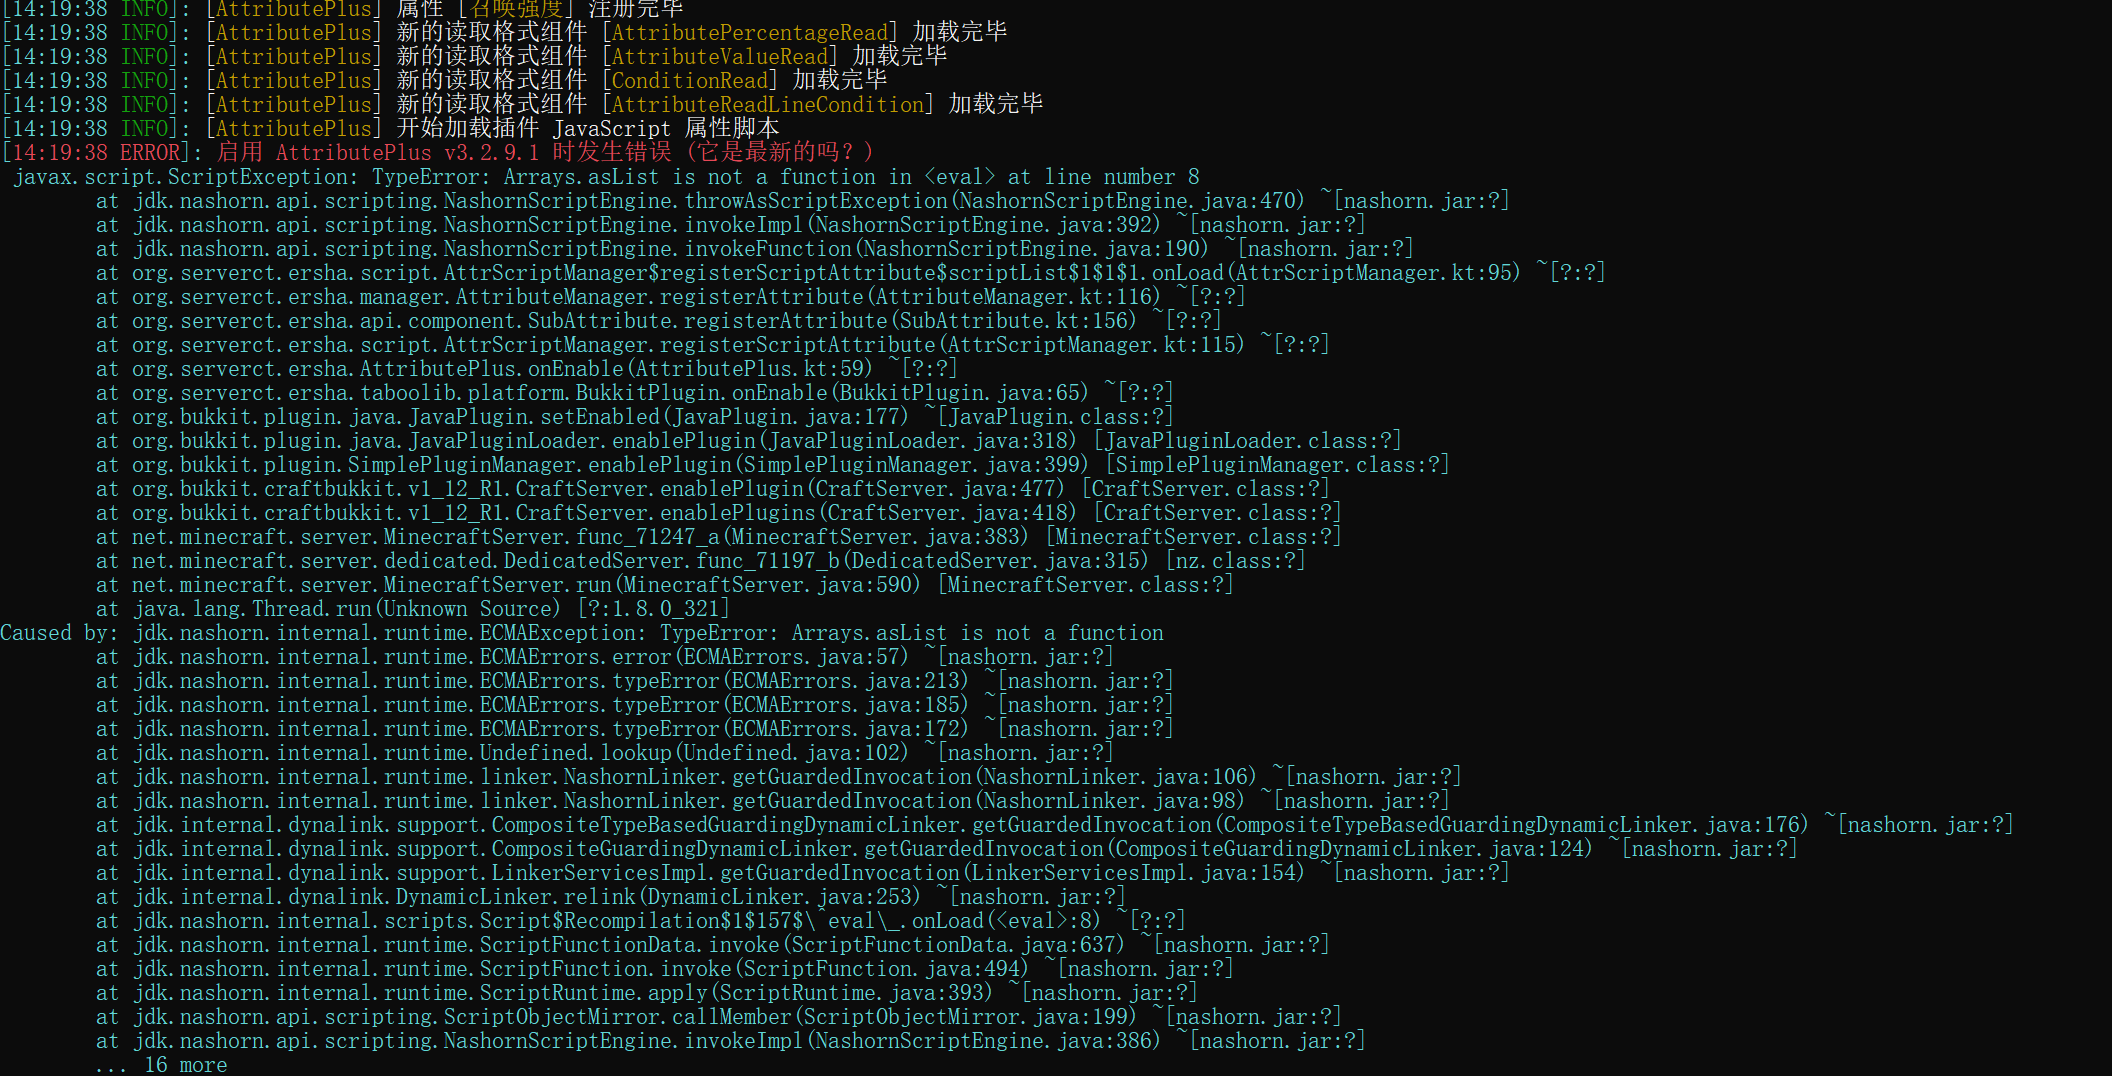 [14:19:38 INFO]: [AttributePlus] 属性 [召唤强度] 注册完毕
[14:19:38 INFO]: [AttributePlus] 新的读取格式组件 [AttributePercentageRead] 加载完毕
[14:19:38 INFO]: [AttributePlus] 新的读取格式组件 [AttributeValueRead] 加载完毕
[14:19:38 INFO]: [AttributePlus] 新的读取格式组件 [ConditionRead] 加载完毕
[14:19:38 INFO]: [AttributePlus] 新的读取格式组件 [AttributeReadLineCondition] 加载完毕
[14:19:38 INFO]: [AttributePlus] 开始加载插件 JavaScript 属性脚本
[14:19:38 ERROR]: 启用 AttributePlus v3.2.9.1 时发生错误 (它是最新的吗？)
javax.script.ScriptException: TypeError: Arrays.asList is not a function in <eval> at line number 8
at jdk.nashorn.api.scripting.NashornScriptEngine.throwAsScriptException(NashornScriptEngine.java:470) ~[nashorn.jar:?]
at jdk.nashorn.api.scripting.NashornScriptEngine.invokeImpl(NashornScriptEngine.java:392) ~[nashorn.jar:?]
at jdk.nashorn.api.scripting.NashornScriptEngine.invokeFunction(NashornScriptEngine.java:190) ~[nashorn.jar:?]
at org.serverct.ersha.script.AttrScriptManager$registerScriptAttribute$scriptList$1$1$1.onLoad(AttrScriptManager.kt:95) ~[?:?]
at org.serverct.ersha.manager.AttributeManager.registerAttribute(AttributeManager.kt:116) ~[?:?]
at org.serverct.ersha.api.component.SubAttribute.registerAttribute(SubAttribute.kt:156) ~[?:?]
at org.serverct.ersha.script.AttrScriptManager.registerScriptAttribute(AttrScriptManager.kt:115) ~[?:?]
at org.serverct.ersha.AttributePlus.onEnable(AttributePlus.kt:59) ~[?:?]
at org.serverct.ersha.taboolib.platform.BukkitPlugin.onEnable(BukkitPlugin.java:65) ~[?:?]
at org.bukkit.plugin.java.JavaPlugin.setEnabled(JavaPlugin.java:177) ~[JavaPlugin.class:?]
at org.bukkit.plugin.java.JavaPluginLoader.enablePlugin(JavaPluginLoader.java:318) [JavaPluginLoader.class:?]
at org.bukkit.plugin.SimplePluginManager.enablePlugin(SimplePluginManager.java:399) [SimplePluginManager.class:?]
at org.bukkit.craftbukkit.v1_12_R1.CraftServer.enablePlugin(CraftServer.java:477) [CraftServer.class:?]
at org.bukkit.craftbukkit.v1_12_R1.CraftServer.enablePlugins(CraftServer.java:418) [CraftServer.class:?]
at net.minecraft.server.MinecraftServer.func_71247_a(MinecraftServer.java:383) [MinecraftServer.class:?]
at net.minecraft.server.dedicated.DedicatedServer.func_71197_b(DedicatedServer.java:315) [nz.class:?]
at net.minecraft.server.MinecraftServer.run(MinecraftServer.java:590) [MinecraftServer.class:?]
at java.lang.Thread.run(Unknown Source) [?:1.8.0_321]
Caused by: jdk.nashorn.internal.runtime.ECMAException: TypeError: Arrays.asList is not a function
at jdk.nashorn.internal.runtime.ECMAErrors.error(ECMAErrors.java:57) ~[nashorn.jar:?]
at jdk.nashorn.internal.runtime.ECMAErrors.typeError(ECMAErrors.java:213) ~[nashorn.jar:?]
at jdk.nashorn.internal.runtime.ECMAErrors.typeError(ECMAErrors.java:185) ~[nashorn.jar:?]
at jdk.nashorn.internal.runtime.ECMAErrors.typeError(ECMAErrors.java:172) ~[nashorn.jar:?]
at jdk.nashorn.internal.runtime.Undefined.lookup(Undefined.java:102) ~[nashorn.jar:?]
at jdk.nashorn.internal.runtime.linker.NashornLinker.getGuardedInvocation(NashornLinker.java:106) ~[nashorn.jar:?]
at jdk.nashorn.internal.runtime.linker.NashornLinker.getGuardedInvocation(NashornLinker.java:98) ~[nashorn.jar:?]
at jdk.internal.dynalink.support.CompositeTypeBasedGuardingDynamicLinker.getGuardedInvocation(CompositeTypeBasedGuardingDynamicLinker.java:176) ~[nashorn.jar:?]
at jdk.internal.dynalink.support.CompositeGuardingDynamicLinker.getGuardedInvocation(CompositeGuardingDynamicLinker.java:124) ~[nashorn.jar:?]
at jdk.internal.dynalink.support.LinkerServicesImpl.getGuardedInvocation(LinkerServicesImpl.java:154) ~[nashorn.jar:?]
at jdk.internal.dynalink.DynamicLinker.relink(DynamicLinker.java:253) ~[nashorn.jar:?]
at jdk.nashorn.internal.scripts.Script$Recompilation$1$157$\^eval\_.onLoad(<eval>:8) ~[?:?]
at jdk.nashorn.internal.runtime.ScriptFunctionData.invoke(ScriptFunctionData.java:637) ~[nashorn.jar:?]
at jdk.nashorn.internal.runtime.ScriptFunction.invoke(ScriptFunction.java:494) ~[nashorn.jar:?]
at jdk.nashorn.internal.runtime.ScriptRuntime.apply(ScriptRuntime.java:393) ~[nashorn.jar:?]
at jdk.nashorn.api.scripting.ScriptObjectMirror.callMember(ScriptObjectMirror.java:199) ~[nashorn.jar:?]
at jdk.nashorn.api.scripting.NashornScriptEngine.invokeImpl(NashornScriptEngine.java:386) ~[nashorn.jar:?]
... 16 more